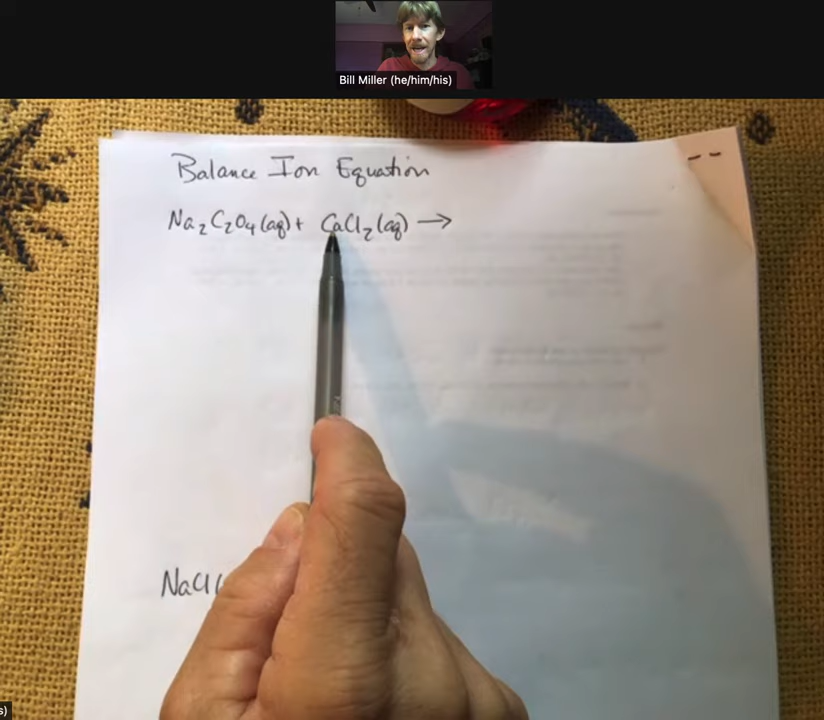 Bill Miller (he/him/his)
Balance Ion Equation
Na₂C₂O₄(aq) + CaCl₂(aq) →
NaCl(
s)